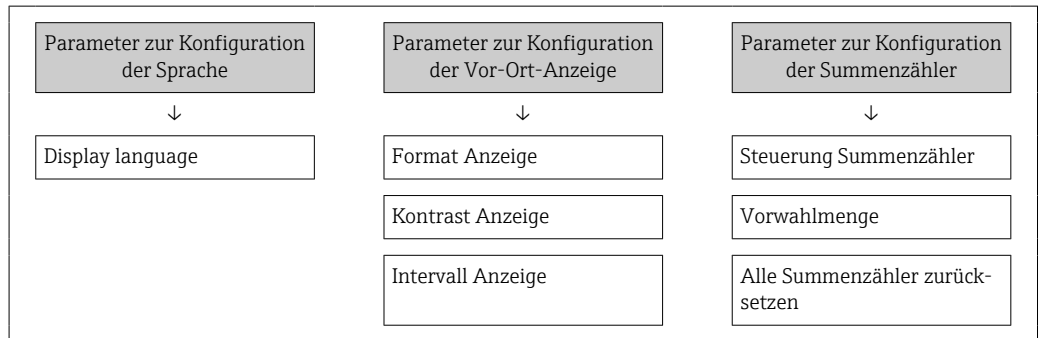 Parameter zur Konfiguration
der Sprache
↓
Display language
Parameter zur Konfiguration
der Vor-Ort-Anzeige
↓
Format Anzeige
Kontrast Anzeige
Intervall Anzeige
Parameter zur Konfiguration
der Summenzähler
↓
Steuerung Summenzähler
Vorwahlmenge
Alle Summenzähler zurück-
setzen